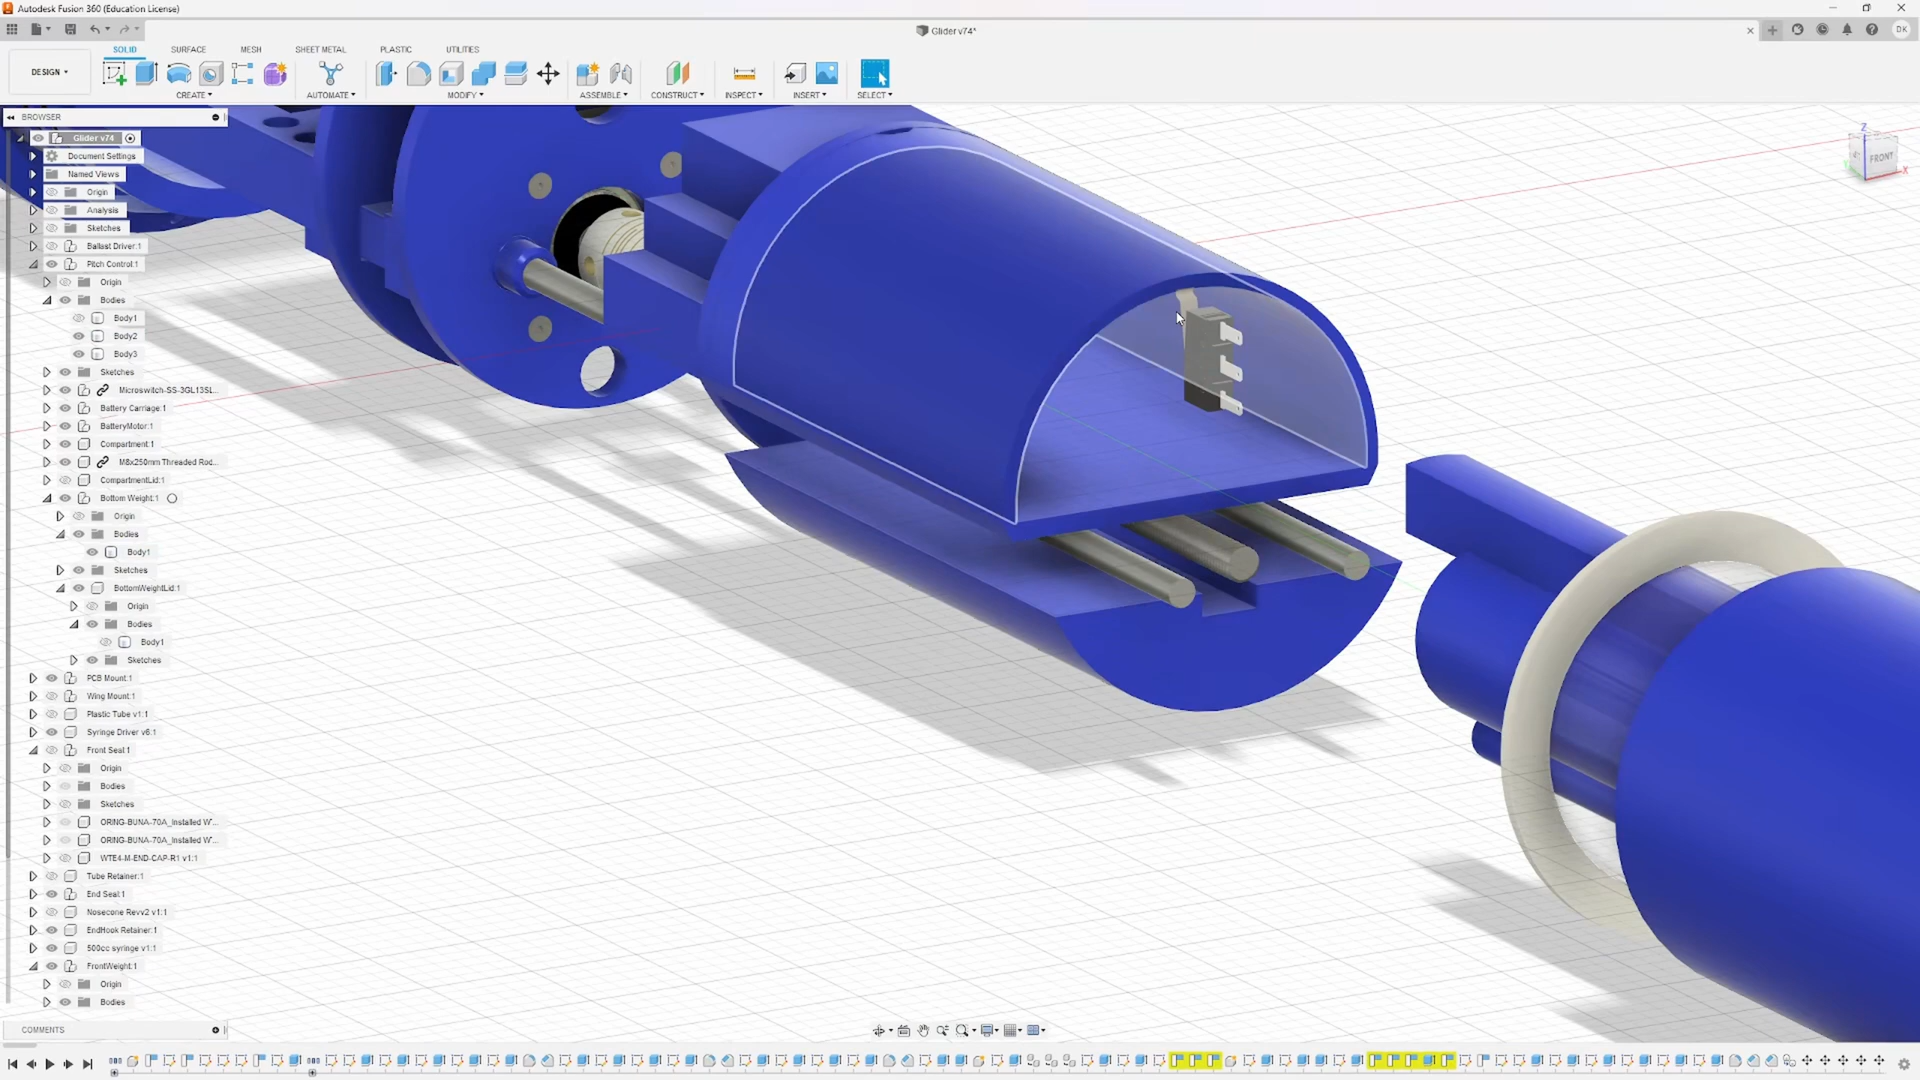 Autodesk Fusion 360 (Education License)
Glider v74*
DK
DESIGN
SOLID
SURFACE
MESH
SHEET METAL
PLASTIC
UTILITIES
CREATE
AUTOMATE
MODIFY
ASSEMBLE
CONSTRUCT
INSPECT
INSERT
SELECT
BROWSER
Glider v74
Document Settings
Named Views
Origin
Analysis
Sketches
Ballast Driver:1
Pitch Control:1
Origin
Bodies
Body1
Body2
Body3
Sketches
Microswitch-SS-3GL13SL...
Battery Carriage:1
BatteryMotor:1
Compartment:1
M8x250mm Threaded Rod...
CompartmentLid:1
Bottom Weight:1
Origin
Bodies
Body1
Sketches
BottomWeightLid:1
Origin
Bodies
Body1
Sketches
PCB Mount:1
Wing Mount:1
Plastic Tube v1:1
Syringe Driver v6:1
Front Seal:1
Origin
Bodies
Sketches
ORING-BUNA-70A_Installed W'...
ORING-BUNA-70A_Installed W'...
WTE4-M-END-CAP-R1 v1:1
Tube Retainer:1
End Seal:1
Nosecone Revv2 v1:1
EndHook Retainer:1
500cc syringe v1:1
FrontWeight:1
Origin
Bodies
COMMENTS
Z
FRONT
X